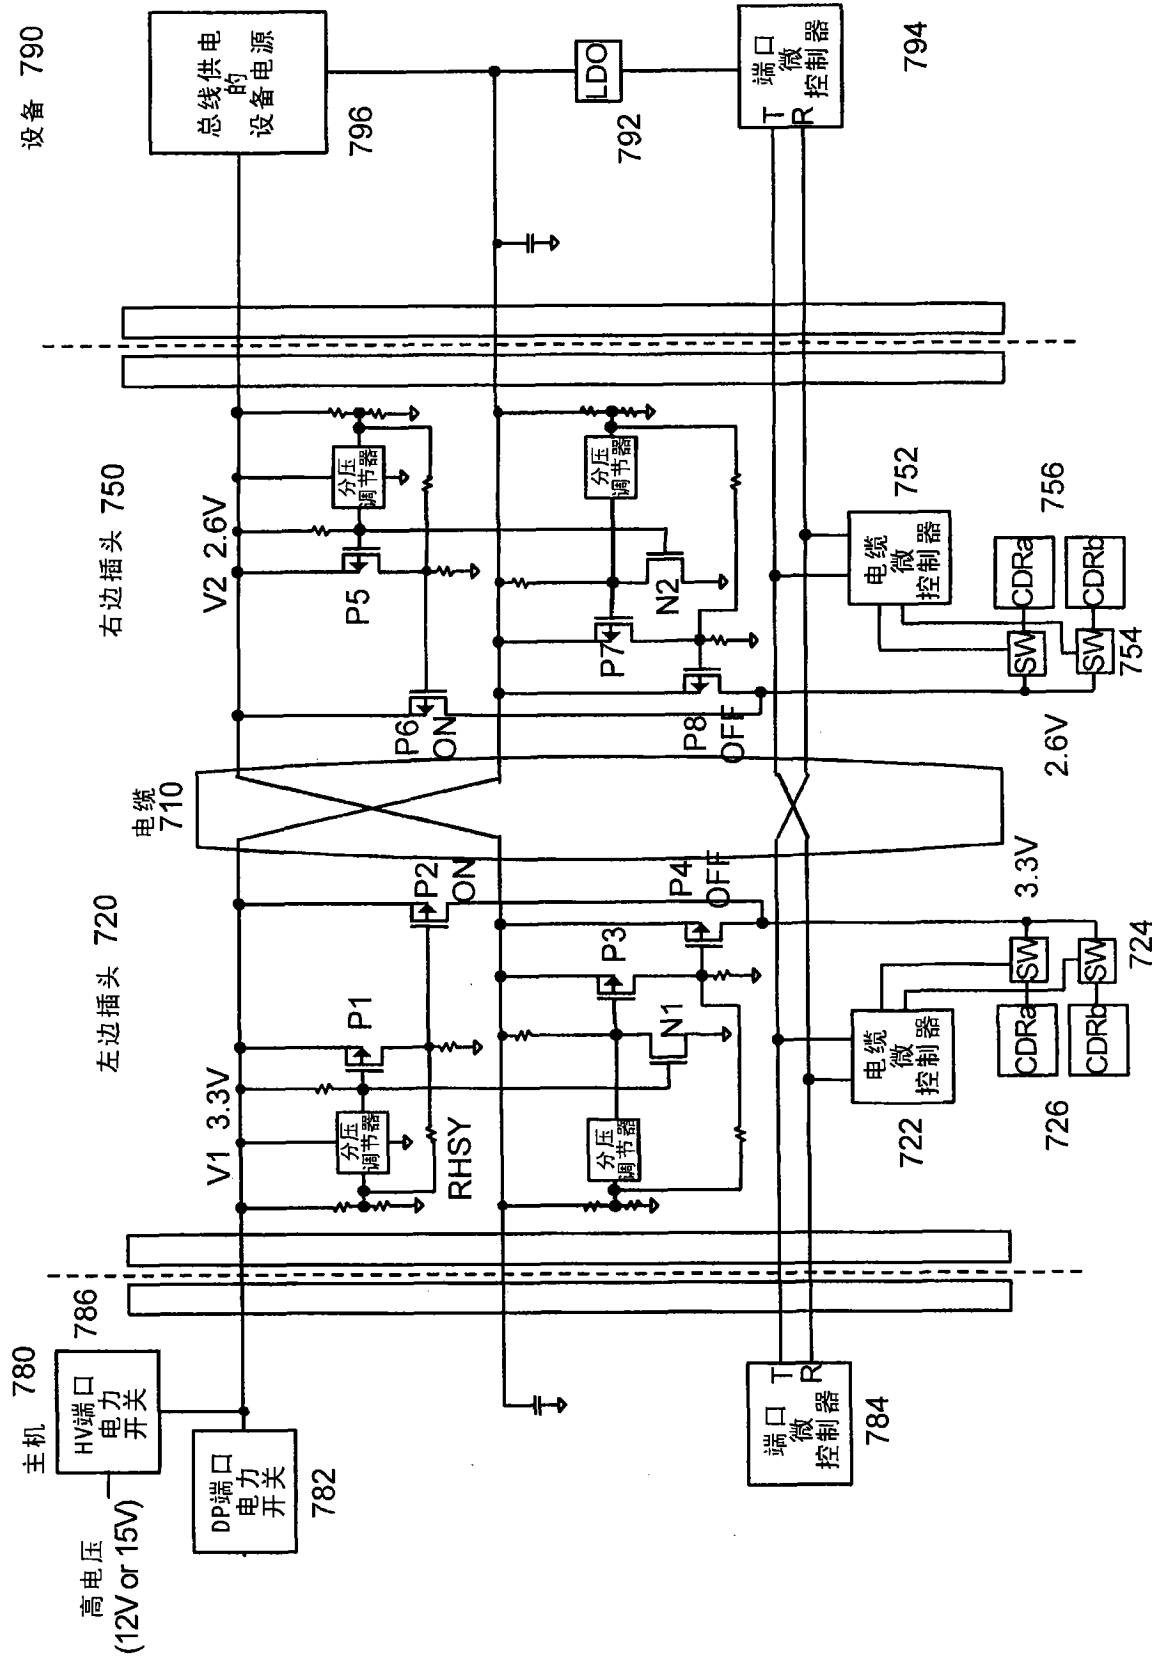 高电压
(12V or 15V)
主机 780
HV端口
电力
开关
786
DP端口
电力
开关
782
端口
微
控制器
T
R
784
左边插头 720
V1 3.3V
分压
调节器
P1
RHSY
P2
ON
分压
调节器
N1
P3
P4
OFF
电缆
微
控制器
722
CDRa
CDRb
726
SW
SW
724
3.3V
电缆
710
右边插头 750
V2 2.6V
P6
ON
P5
分压
调节器
P8
OFF
P7
N2
分压
调节器
2.6V
SW
SW
754
CDRa
CDRb
756
电缆
微
控制器
752
设备 790
总线供电
的
设备电源
796
LDO
792
端口
微
控制器
T
R
794